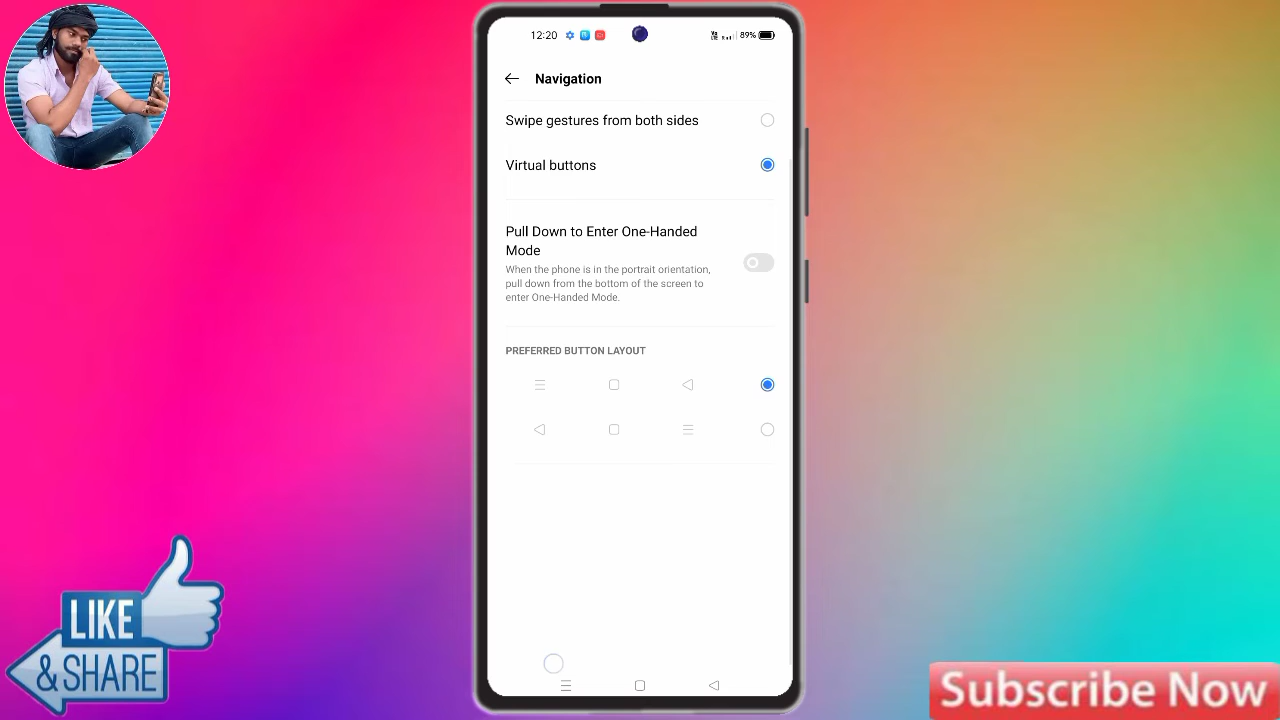 12:20
89%
Navigation
Swipe gestures from both sides
Virtual buttons
Pull Down to Enter One-Handed
Mode
When the phone is in the portrait orientation,
pull down from the bottom of the screen to
enter One-Handed Mode.
PREFERRED BUTTON LAYOUT
LIKE
& SHARE
Subscribe Now